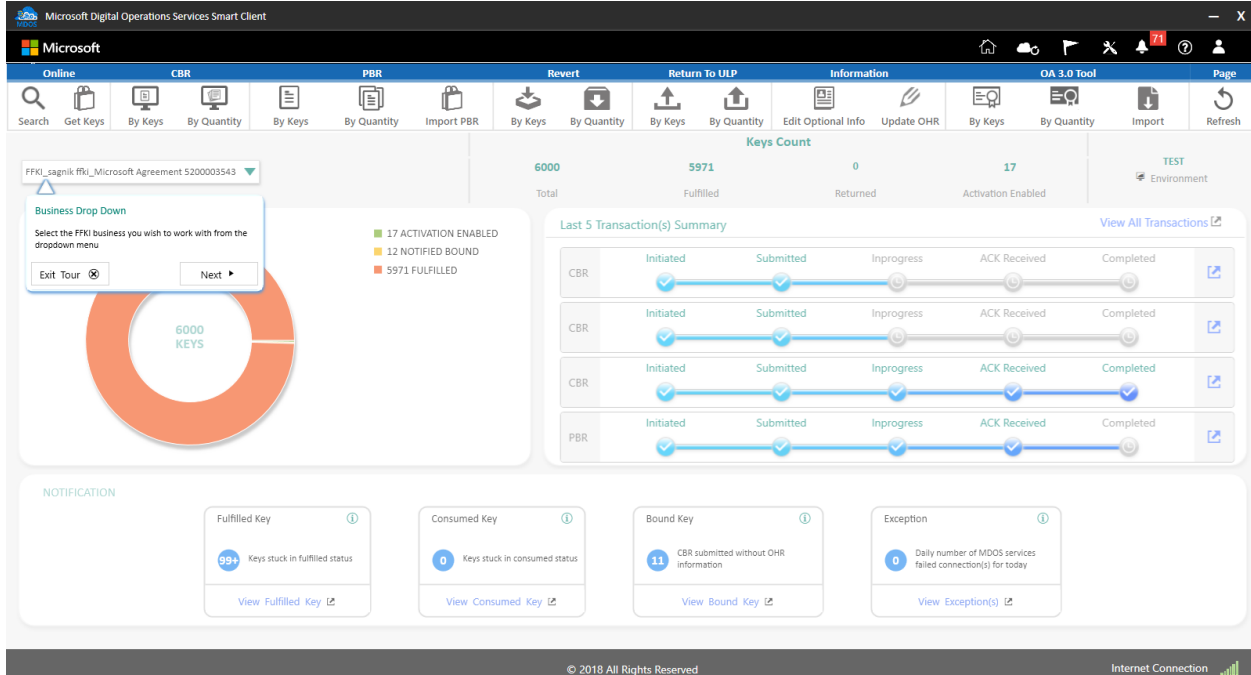 MDOS
Microsoft Digital Operations Services Smart Client
– X
Microsoft
71
Online CBR PBR Revert Return To ULP Information OA 3.0 Tool Page
Search Get Keys By Keys By Quantity By Keys By Quantity Import PBR By Keys By Quantity By Keys By Quantity Edit Optional Info Update OHR By Keys By Quantity Import Refresh
Keys Count
FFKI_sagnik ffki_Microsoft Agreement 5200003543
6000 5971 0 17
Total Fulfilled Returned Activation Enabled
TEST
Environment
Business Drop Down
Select the FFKI business you wish to work with from the
dropdown menu
Exit Tour Next
17 ACTIVATION ENABLED
12 NOTIFIED BOUND
5971 FULFILLED
6000
KEYS
Last 5 Transaction(s) Summary View All Transactions
Initiated Submitted Inprogress ACK Received Completed
CBR
Initiated Submitted Inprogress ACK Received Completed
CBR
Initiated Submitted Inprogress ACK Received Completed
CBR
Initiated Submitted Inprogress ACK Received Completed
PBR
NOTIFICATION
Fulfilled Key
99+ Keys stuck in fulfilled status
View Fulfilled Key
Consumed Key
0 Keys stuck in consumed status
View Consumed Key
Bound Key
11 CBR submitted without OHR
information
View Bound Key
Exception
0 Daily number of MDOS services
failed connection(s) for today
View Exception(s)
© 2018 All Rights Reserved
Internet Connection